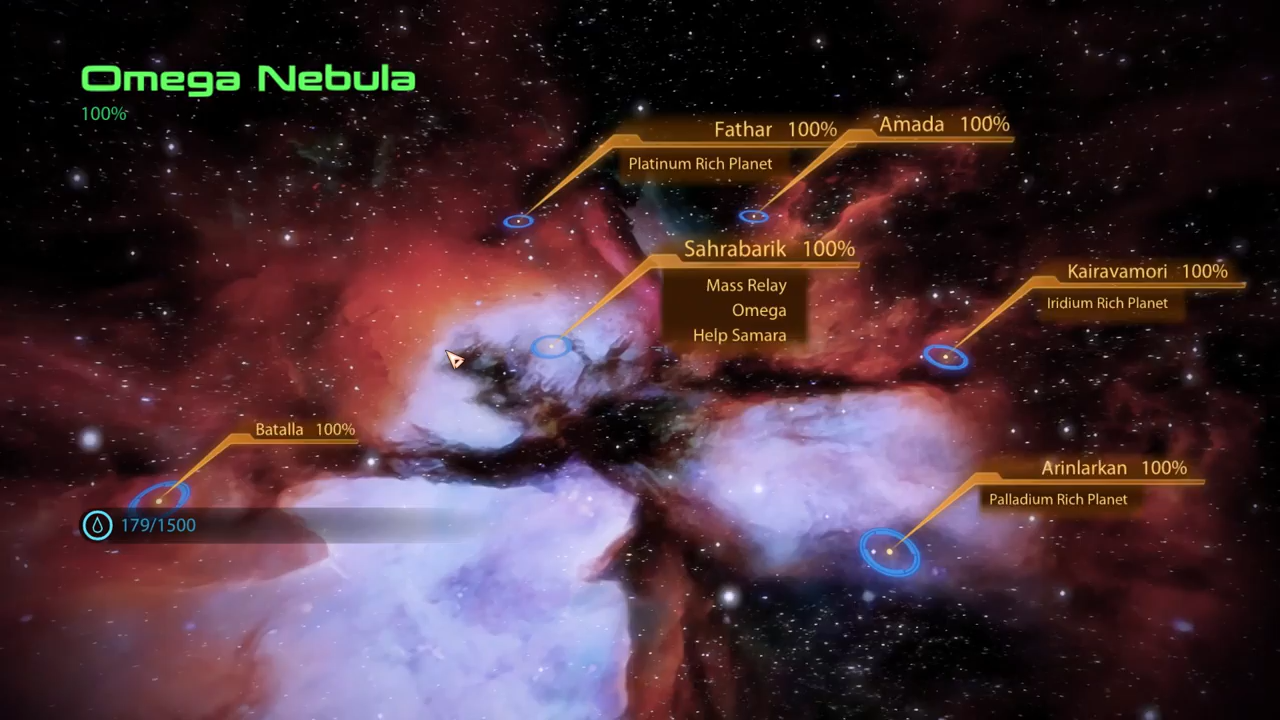 Omega Nebula
100%
Fathar 100%
Platinum Rich Planet
Amada 100%
Sahrabarik 100%
Mass Relay
Omega
Help Samara
Kairavamori 100%
Iridium Rich Planet
Batalla 100%
Arinlarkan 100%
Palladium Rich Planet
179/1500